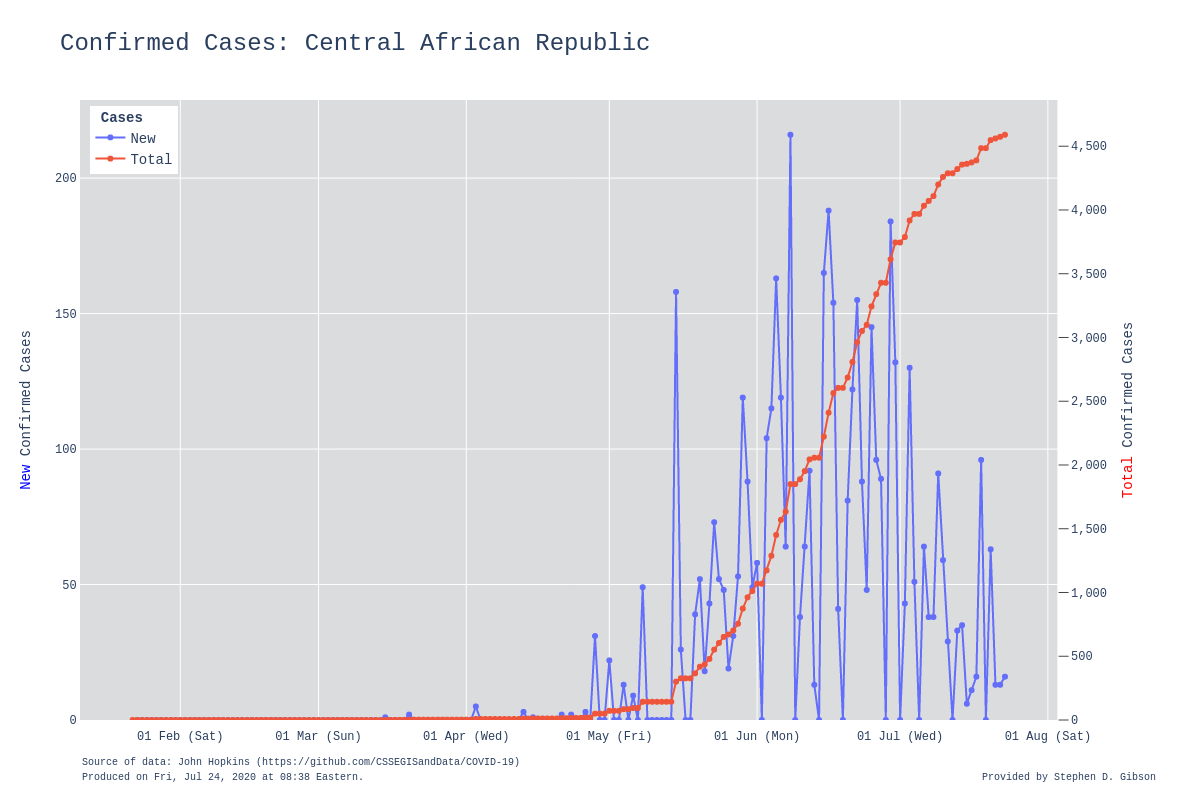 Confirmed Cases: Central African Republic
Cases
New
Total
200
150
100
50
0
4,500
4,000
3,500
3,000
2,500
2,000
1,500
1,000
500
0
New Confirmed Cases
Total Confirmed Cases
01 Feb (Sat)
01 Mar (Sun)
01 Apr (Wed)
01 May (Fri)
01 Jun (Mon)
01 Jul (Wed)
01 Aug (Sat)
Source of data: John Hopkins (https://github.com/CSSEGISandData/COVID-19)
Produced on Fri, Jul 24, 2020 at 08:38 Eastern.
Provided by Stephen D. Gibson